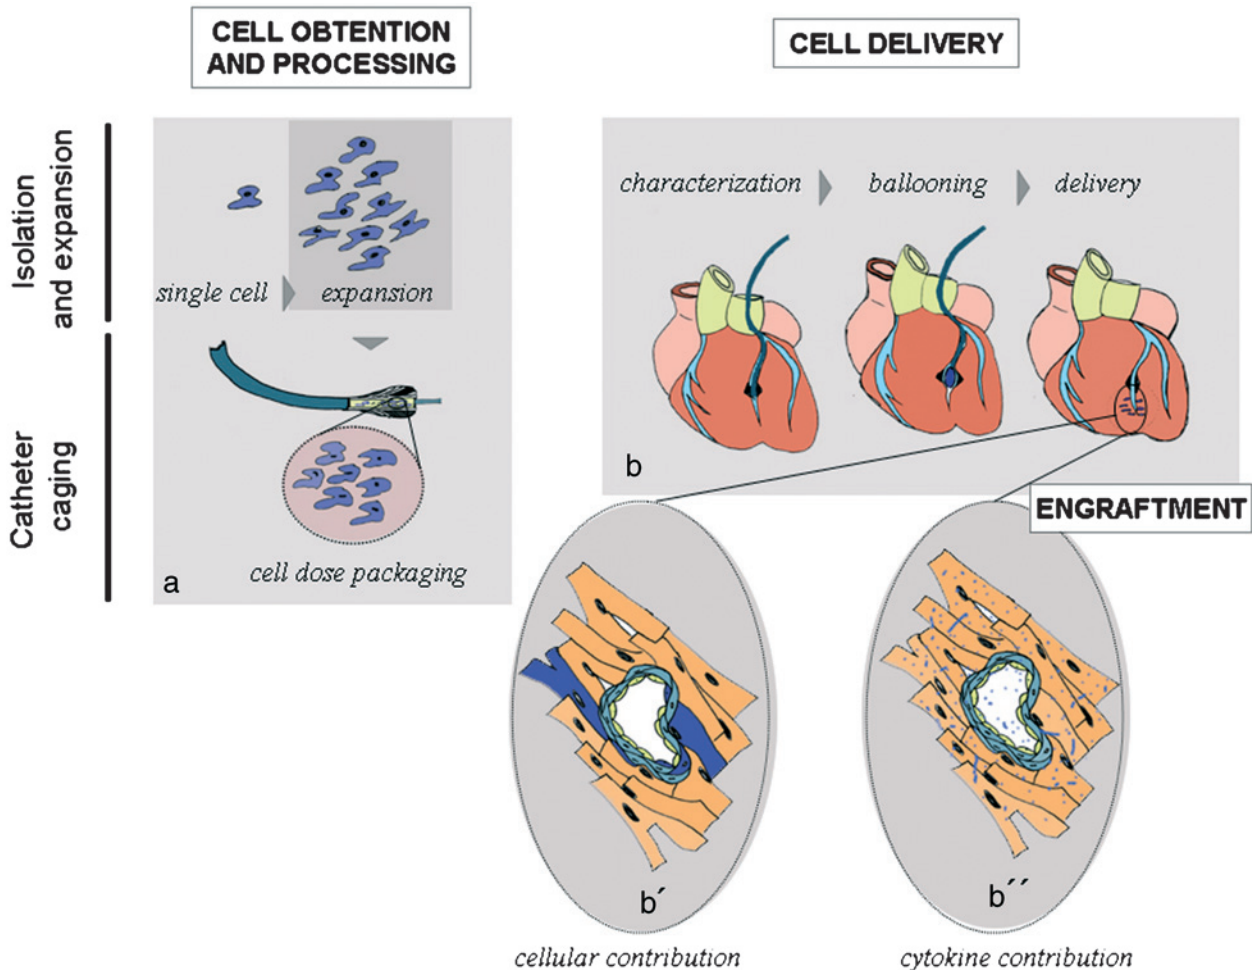 CELL OBTENTION
AND PROCESSING
CELL DELIVERY
Isolation
and expansion
single cell
expansion
characterization
ballooning
delivery
Catheter
caging
cell dose packaging
a
b
ENGRAFTMENT
b´
b´´
cellular contribution
cytokine contribution